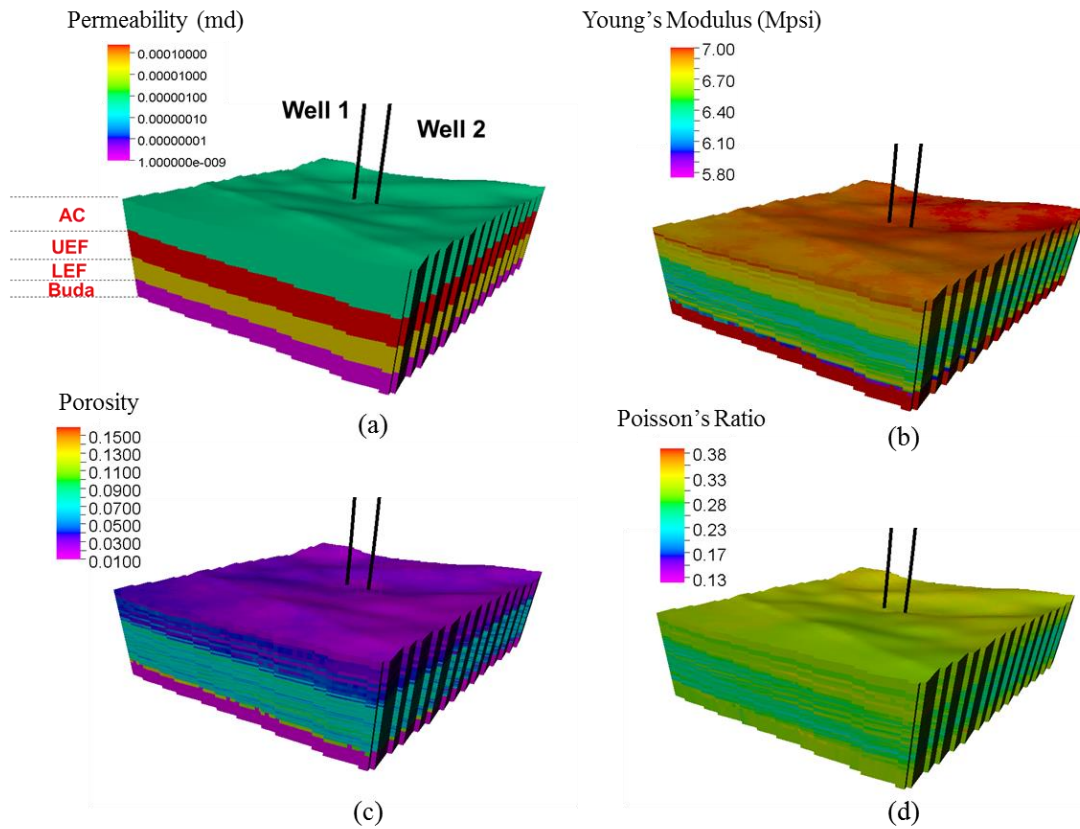 Permeability (md)
0.00010000
0.00001000
0.00000100
0.00000010
0.00000001
1.000000e-009
Well 1
Well 2
AC
UEF
LEF
Buda
(a)
Young’s Modulus (Mpsi)
7.00
6.70
6.40
6.10
5.80
(b)
Porosity
0.1500
0.1300
0.1100
0.0900
0.0700
0.0500
0.0300
0.0100
(c)
Poisson’s Ratio
0.38
0.33
0.28
0.23
0.17
0.13
(d)